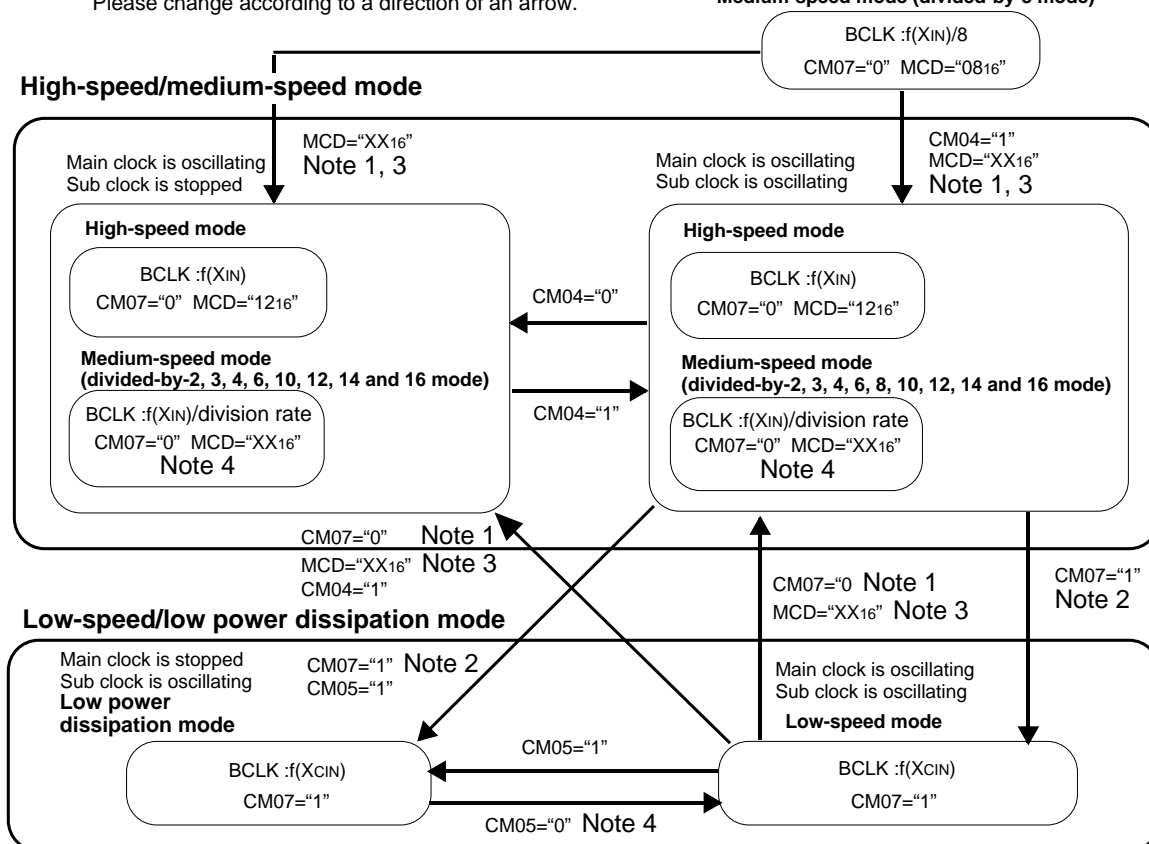 Please change according to a direction of an arrow.
Medium-speed mode (divided-by-8 mode)
BCLK :f(XIN)/8
CM07="0" MCD="0816"
High-speed/medium-speed mode
MCD="XX16"
Note 1, 3
CM04="1"
MCD="XX16"
Note 1, 3
Main clock is oscillating
Sub clock is stopped
Main clock is oscillating
Sub clock is oscillating
High-speed mode
BCLK :f(XIN)
CM07="0" MCD="1216"
High-speed mode
BCLK :f(XIN)
CM07="0" MCD="1216"
CM04="0"
Medium-speed mode
(divided-by-2, 3, 4, 6, 10, 12, 14 and 16 mode)
BCLK :f(XIN)/division rate
CM07="0" MCD="XX16"
Note 4
CM04="1"
Medium-speed mode
(divided-by-2, 3, 4, 6, 8, 10, 12, 14 and 16 mode)
BCLK :f(XIN)/division rate
CM07="0" MCD="XX16"
Note 4
CM07="0" Note 1
MCD="XX16" Note 3
CM04="1"
CM07="0 Note 1
MCD="XX16" Note 3
CM07="1"
Note 2
Low-speed/low power dissipation mode
Main clock is stopped
Sub clock is oscillating
Low power
dissipation mode
CM07="1" Note 2
CM05="1"
Main clock is oscillating
Sub clock is oscillating
Low-speed mode
BCLK :f(XCIN)
CM07="1"
CM05="1"
CM05="0" Note 4
BCLK :f(XCIN)
CM07="1"